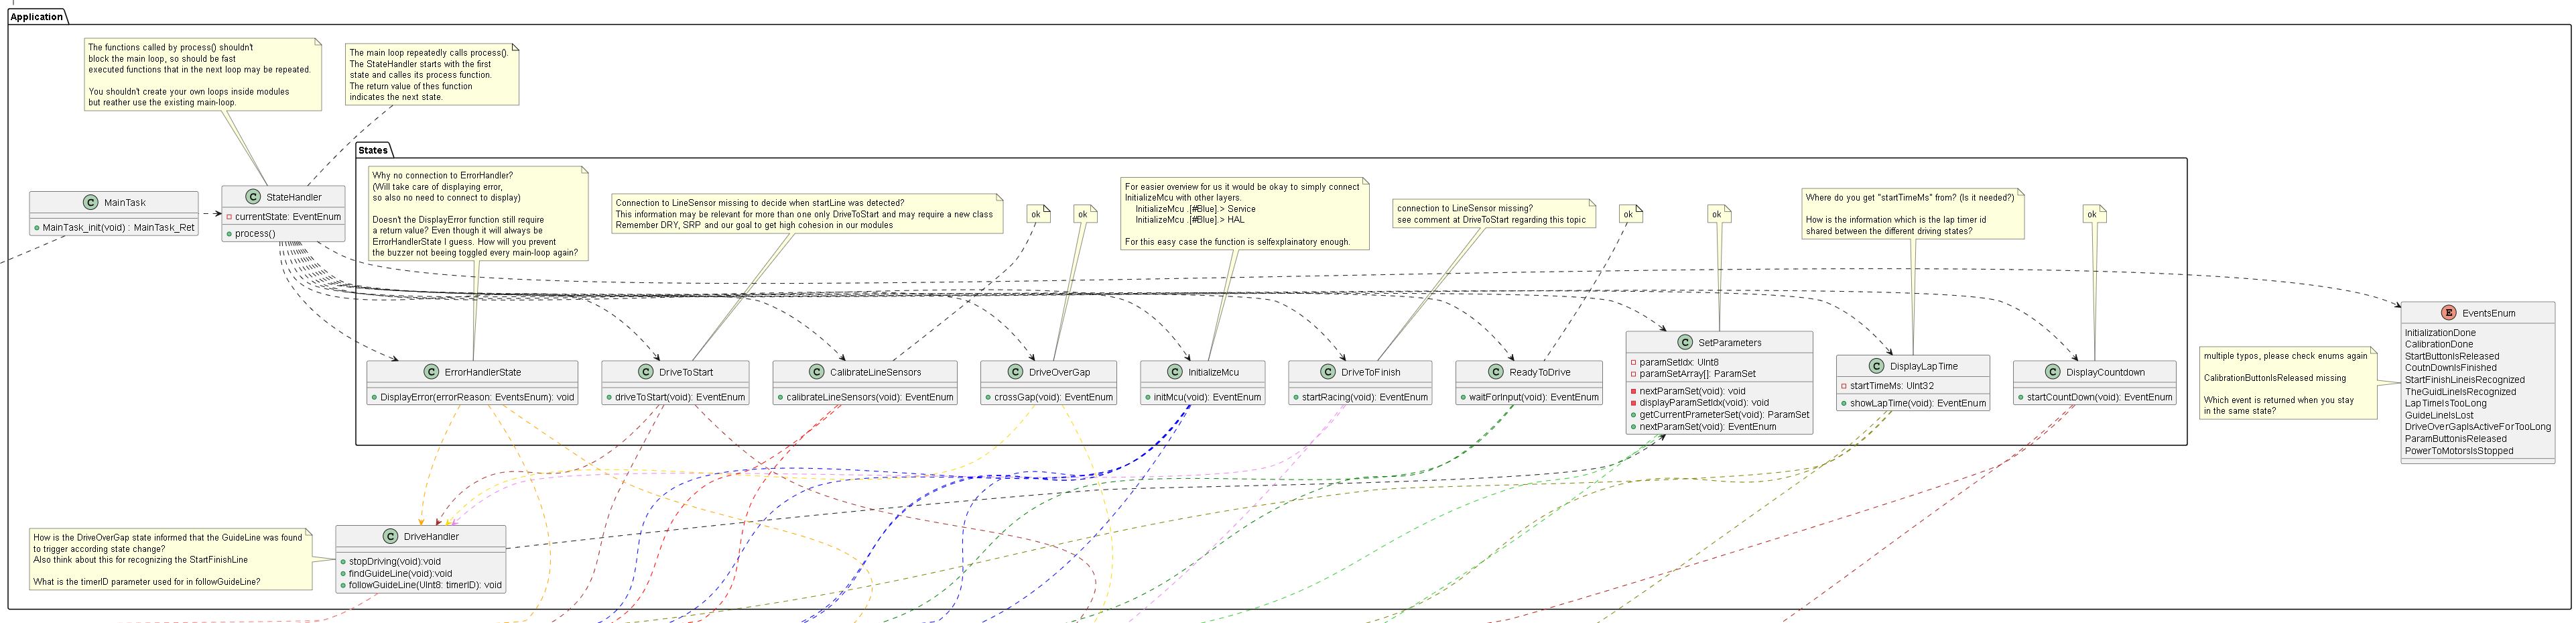 Application
The functions called by process() shouldn't
block the main loop, so should be fast
executed functions that in the next loop may be repeated.
You shouldn't create your own loops inside modules
but reather use the existing main-loop.
The main loop repeatedly calls process().
The StateHandler starts with the first
state and calles its process function.
The return value of thes function
indicates the next state.
MainTask
MainTask_init(void) : MainTask_Ret
StateHandler
currentState: EventEnum
process()
States
Why no connection to ErrorHandler?
(Will take care of displaying error,
so also no need to connect to display)
Doesn't the DisplayError function still require
a return value? Even though it will always be
ErrorHandlerState I guess. How will you prevent
the buzzer not beeing toggled every main-loop again?
Connection to LineSensor missing to decide when startLine was detected?
This information may be relevant for more than one only DriveToStart and may require a new class
Remember DRY, SRP and our goal to get high cohesion in our modules
ok
ok
For easier overview for us it would be okay to simply connect
InitializeMcu with other layers.
InitializeMcu .[#Blue].> Service
InitializeMcu .[#Blue].> HAL
For this easy case the function is selfexplainatory enough.
connection to LineSensor missing?
see comment at DriveToStart regarding this topic
ok
ok
Where do you get "startTimeMs" from? (Is it needed?)
How is the information which is the lap timer id
shared between the different driving states?
ok
ErrorHandlerState
DisplayError(errorReason: EventsEnum): void
DriveToStart
driveToStart(void): EventEnum
CalibrateLineSensors
calibrateLineSensors(void): EventEnum
DriveOverGap
crossGap(void): EventEnum
InitializeMcu
initMcu(void): EventEnum
DriveToFinish
startRacing(void): EventEnum
ReadyToDrive
waitForInput(void): EventEnum
SetParameters
paramSetIdx: UInt8
paramSetArray[]: ParamSet
nextParamSet(void): void
displayParamSetIdx(void): void
getCurrentPrameterSet(void): ParamSet
nextParamSet(void): EventEnum
DisplayLapTime
startTimeMs: UInt32
showLapTime(void): EventEnum
DisplayCountdown
startCountDown(void): EventEnum
multiple typos, please check enums again
CalibrationButtonIsReleased missing
Which event is returned when you stay
in the same state?
EventsEnum
InitializationDone
CalibrationDone
StartButtonIsReleased
CoutnDownIsFinished
StartFinishLineisRecognized
TheGuidLineIsRecognized
LapTimeIsTooLong
GuideLineIsLost
DriveOverGapIsActiveForTooLong
ParamButtonisReleased
PowerToMotorsIsStopped
How is the DriveOverGap state informed that the GuideLine was found
to trigger according state change?
Also think about this for recognizing the StartFinishLine
What is the timerID parameter used for in followGuideLine?
DriveHandler
stopDriving(void):void
findGuideLine(void):void
followGuideLine(UInt8: timerID): void